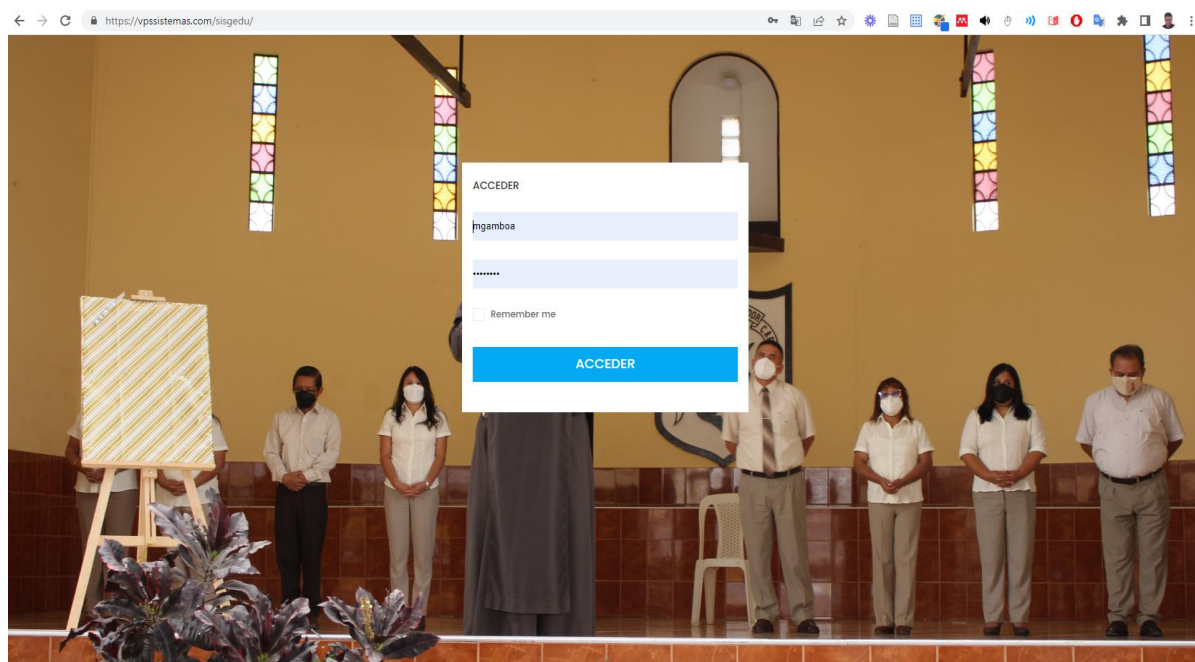 https://vpssistemas.com/sisgedu/
ACCEDER
mgamboa
••••••••
Remember me
ACCEDER